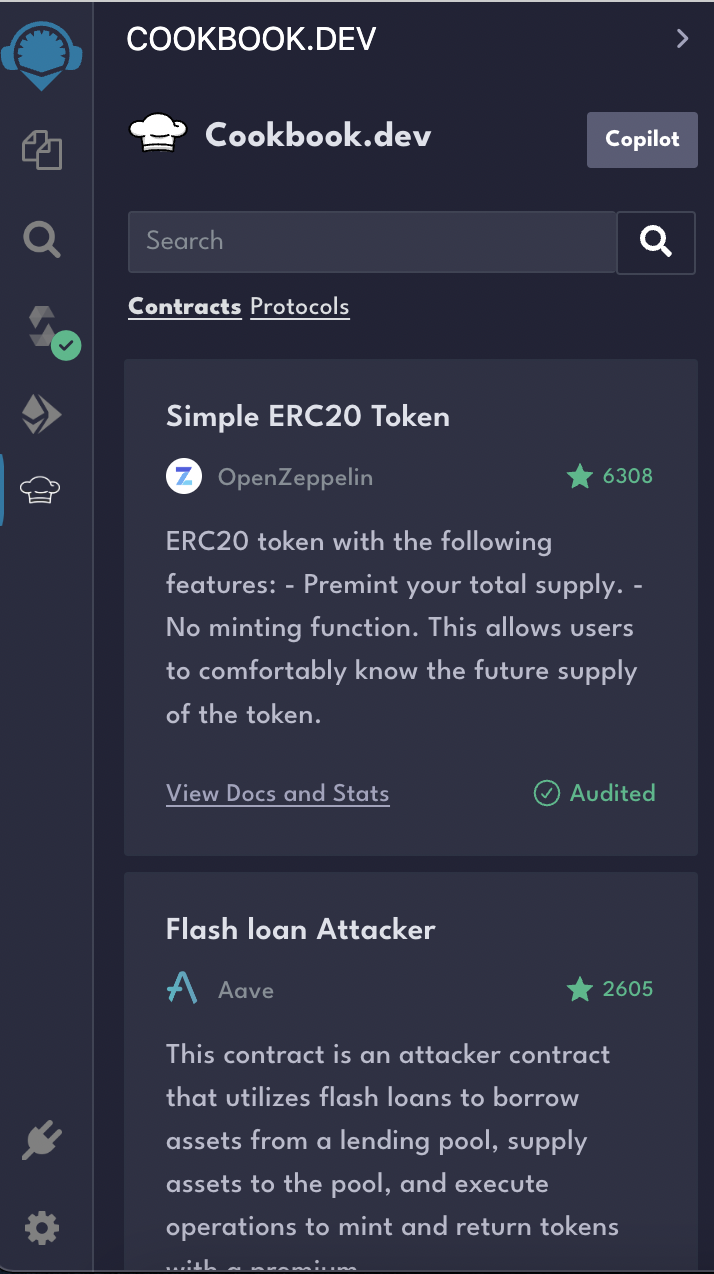 COOKBOOK.DEV
Cookbook.dev
Copilot
Search
Contracts Protocols
Simple ERC20 Token
OpenZeppelin
6308
ERC20 token with the following
features: - Premint your total supply. -
No minting function. This allows users
to comfortably know the future supply
of the token.
View Docs and Stats
Audited
Flash loan Attacker
Aave
2605
This contract is an attacker contract
that utilizes flash loans to borrow
assets from a lending pool, supply
assets to the pool, and execute
operations to mint and return tokens
with a premium.